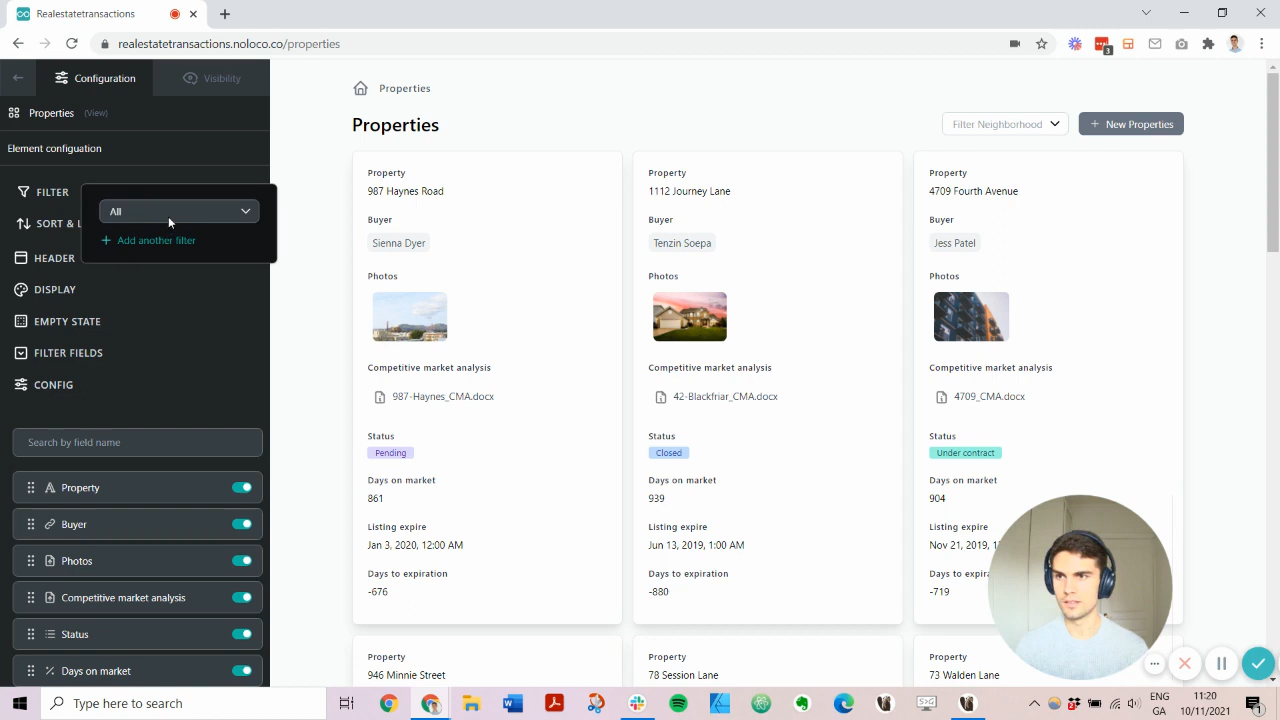 Realestatetransactions
realestatetransactions.noloco.co/properties
3
Configuration
Visibility
Properties (View)
Element configuation
FILTER
All
Add another filter
SORT & L
HEADER
DISPLAY
EMPTY STATE
FILTER FIELDS
CONFIG
Search by field name
Property
Buyer
Photos
Competitive market analysis
Status
Days on market
Properties
Properties
Filter Neighborhood
New Properties
Property
987 Haynes Road
Buyer
Sienna Dyer
Photos
Competitive market analysis
987-Haynes_CMA.docx
Status
Pending
Days on market
861
Listing expire
Jan 3, 2020, 12:00 AM
Days to expiration
-676
Property
1112 Journey Lane
Buyer
Tenzin Soepa
Photos
Competitive market analysis
42-Blackfriar_CMA.docx
Status
Closed
Days on market
939
Listing expire
Jun 13, 2019, 1:00 AM
Days to expiration
-880
Property
4709 Fourth Avenue
Buyer
Jess Patel
Photos
Competitive market analysis
4709_CMA.docx
Status
Under contract
Days on market
904
Listing expire
Nov 21, 2019, 1
Days to expira
-719
Property
946 Minnie Street
Property
78 Session Lane
Property
73 Walden Lane
Type here to search
S>G
ENG
GA
11:20
10/11/2021
1